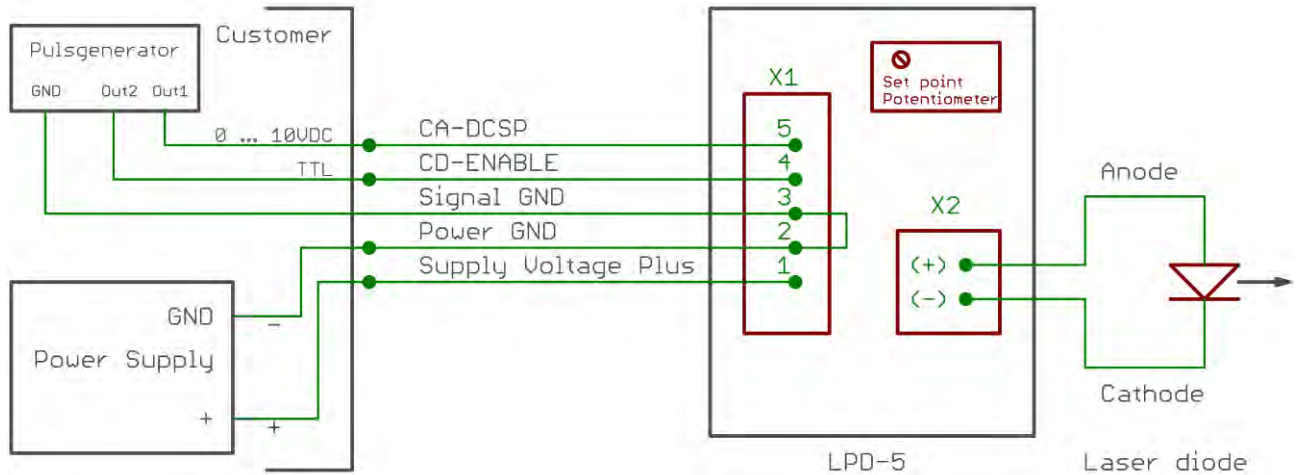 Customer
Pulsgenerator
GND Out2 Out1
0 ... 10VDC
TTL
GND
Power Supply
-
+
+
CA-DCSP
CD-ENABLE
Signal GND
Power GND
Supply Voltage Plus
X1
5
4
3
2
1
Set point
Potentiometer
X2
(+)
(-)
LPD-5
Anode
Cathode
Laser diode